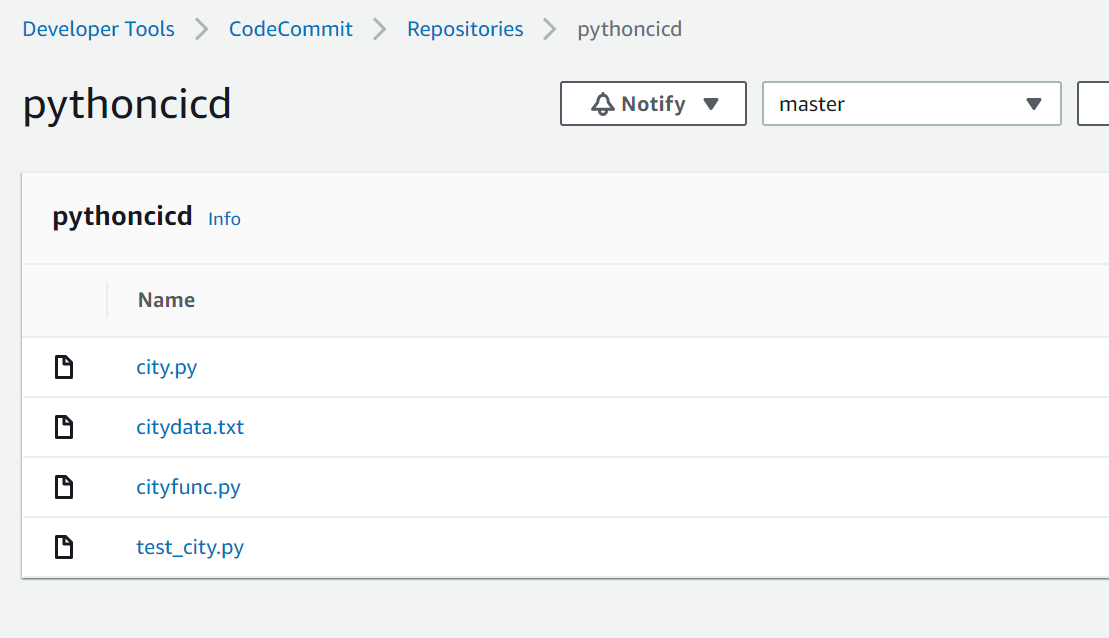 Developer Tools > CodeCommit > Repositories > pythoncicd
pythoncicd
Notify
master
pythoncicd Info
Name
city.py
citydata.txt
cityfunc.py
test_city.py